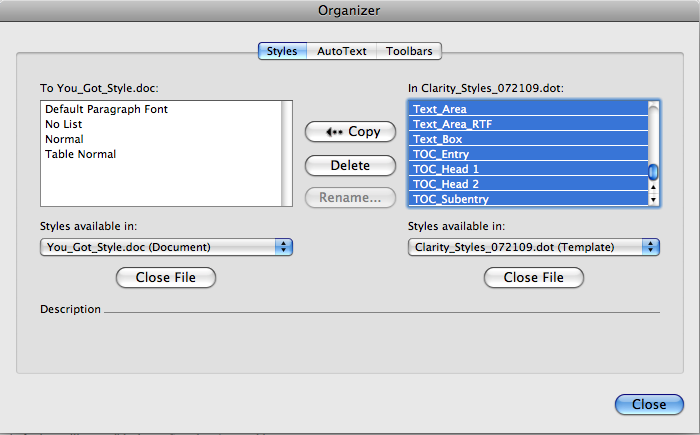 Organizer
Styles AutoText Toolbars
To You_Got_Style.doc:
In Clarity_Styles_072109.dot:
Default Paragraph Font
No List
Normal
Table Normal
Copy
Delete
Rename...
Text_Area
Text_Area_RTF
Text_Box
TOC_Entry
TOC_Head 1
TOC_Head 2
TOC_Subentry
Styles available in:
You_Got_Style.doc (Document)
Close File
Styles available in:
Clarity_Styles_072109.dot (Template)
Close File
Description
Close